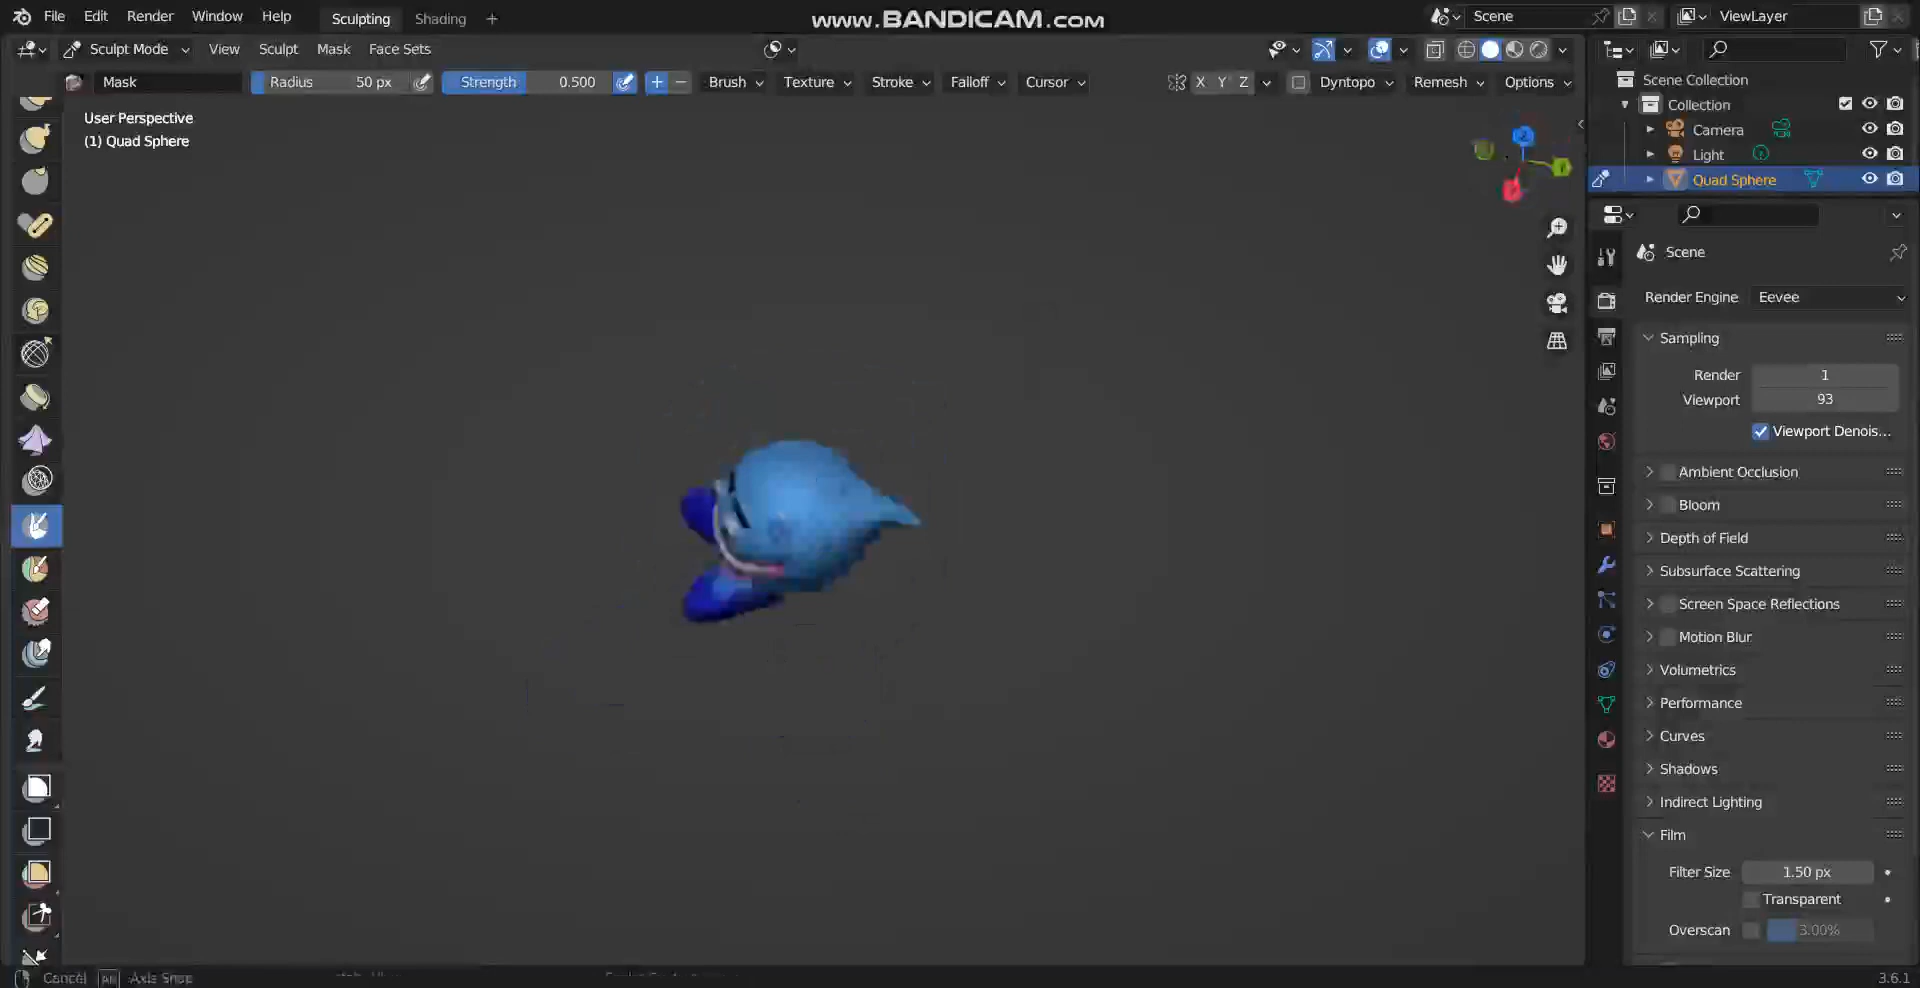 File Edit Render Window Help Sculpting Shading + www.BANDICAM.com Scene ViewLayer
Sculpt Mode View Sculpt Mask Face Sets
Mask Radius 50 px Strength 0.500 + − Brush Texture Stroke Falloff Cursor X Y Z Dyntopo Remesh Options
User Perspective
(1) Quad Sphere
Scene Collection
Collection
Camera
Light
Quad Sphere
Scene
Render Engine Eevee
Sampling
Render 1
Viewport 93
Viewport Denois...
Ambient Occlusion
Bloom
Depth of Field
Subsurface Scattering
Screen Space Reflections
Motion Blur
Volumetrics
Performance
Curves
Shadows
Indirect Lighting
Film
Filter Size 1.50 px
Transparent
Overscan 3.00%
Cancel Axis Snap
3.6.1